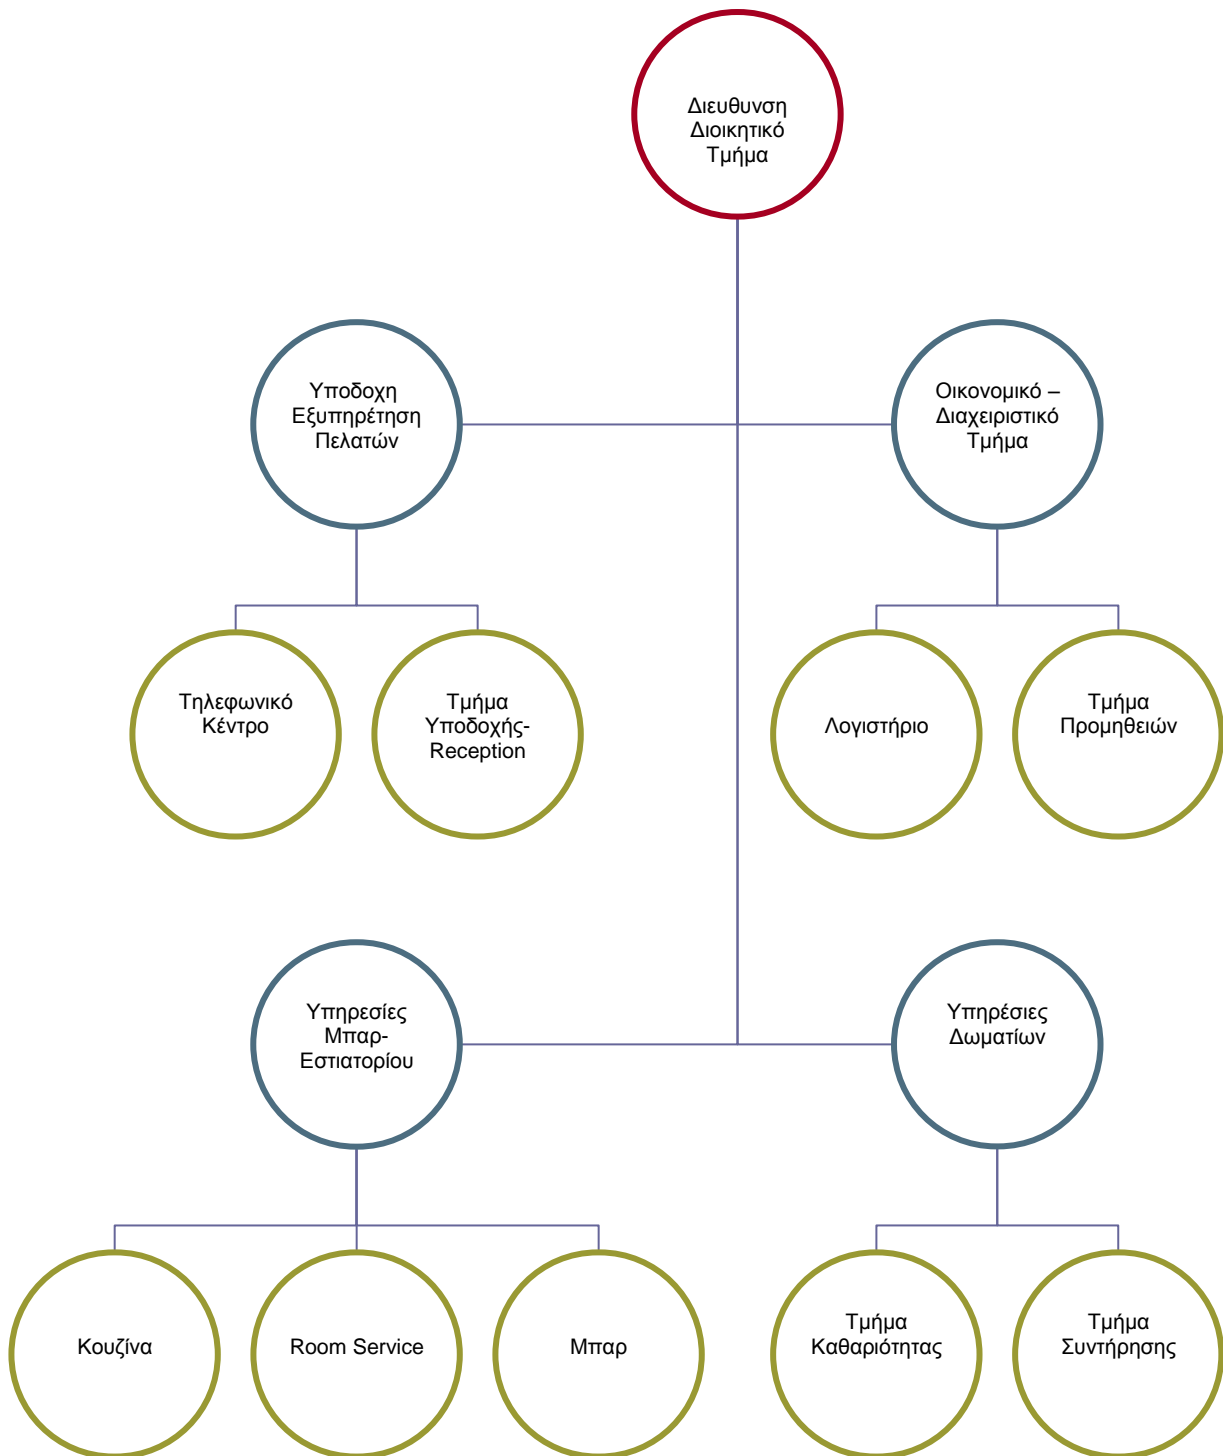 Διευθυνση
Διοικητικό
Τμήμα
Υποδοχη
Εξυπηρέτηση
Πελατών
Οικονομικό –
Διαχειριστικό
Τμήμα
Τηλεφωνικό
Κέντρο
Τμήμα
Υποδοχής-
Reception
Λογιστήριο
Τμήμα
Προμηθειών
Υπηρεσίες
Μπαρ-
Εστιατορίου
Υπηρέσιες
Δωματίων
Κουζίνα
Room Service
Μπαρ
Τμήμα
Καθαριότητας
Τμήμα
Συντήρησης